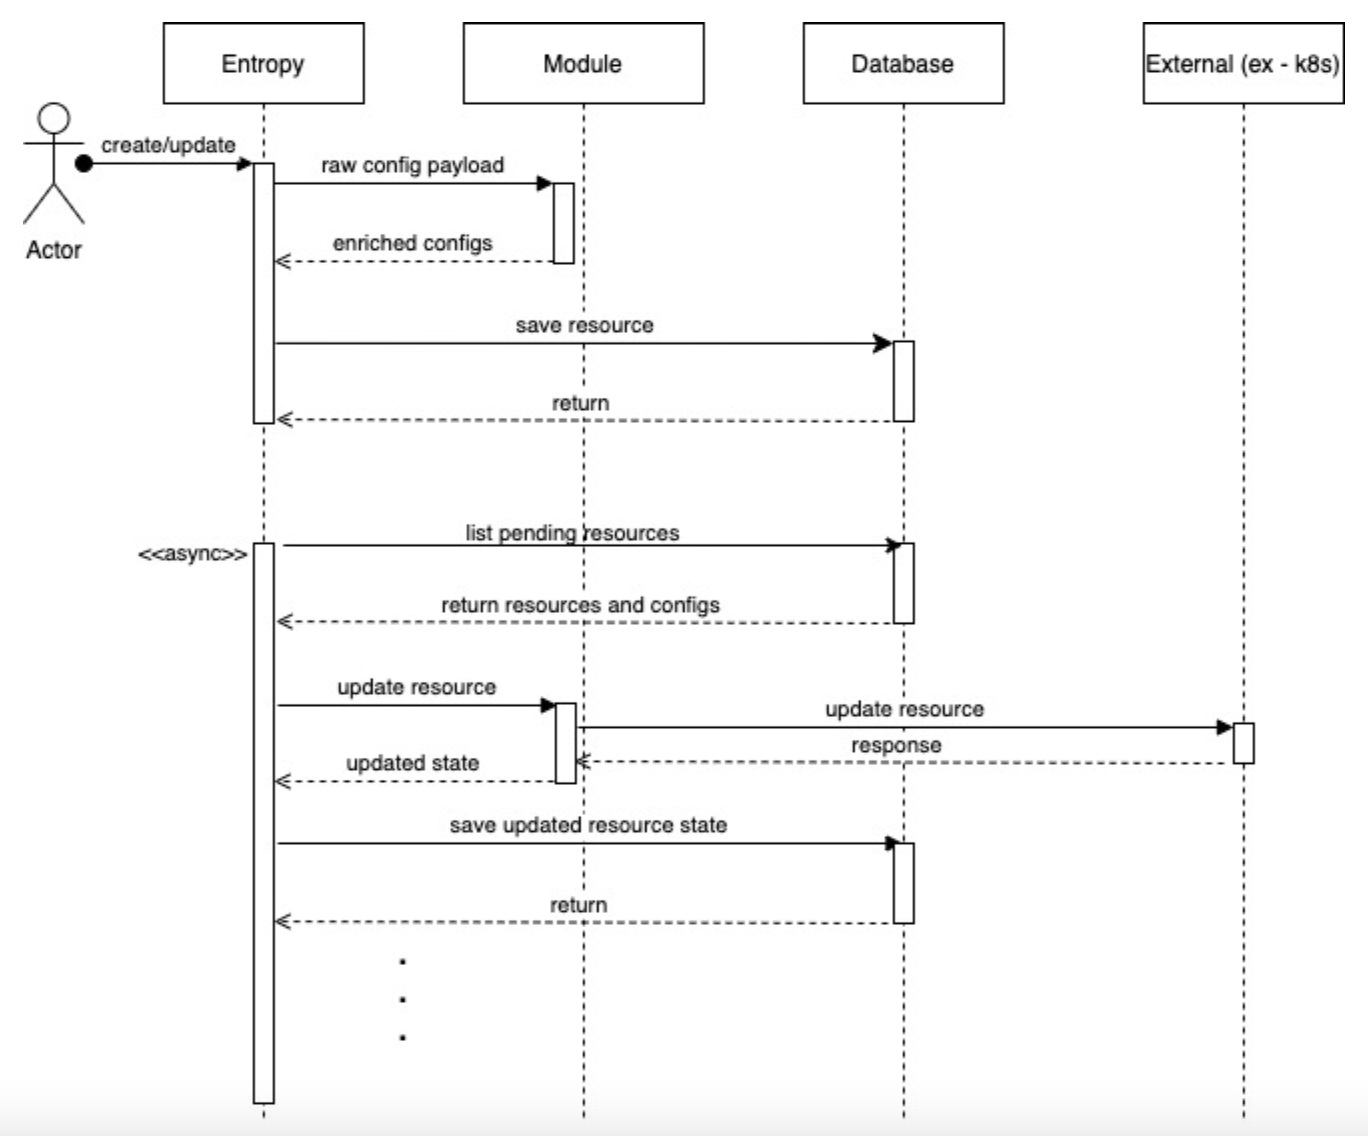 Entropy
Module
Database
External (ex - k8s)
create/update
raw config payload
Actor
enriched configs
save resource
return
list pending resources
<<async>>
return resources and configs
update resource
update resource
response
updated state
save updated resource state
return